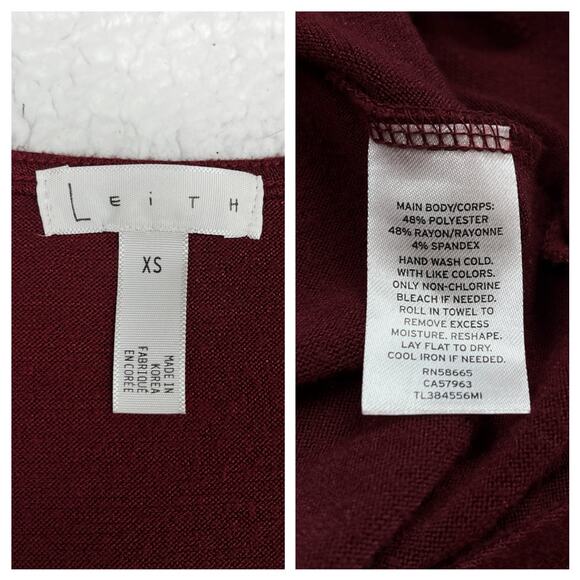 LEiTH
XS
MADE IN
KOREA
FABRIQUÉ
EN CORÉE
MAIN BODY/CORPS:
48% POLYESTER
48% RAYON/RAYONNE
4% SPANDEX
HAND WASH COLD.
WITH LIKE COLORS.
ONLY NON-CHLORINE
BLEACH IF NEEDED.
ROLL IN TOWEL TO
REMOVE EXCESS
MOISTURE. RESHAPE.
LAY FLAT TO DRY.
COOL IRON IF NEEDED.
RN58665
CA57963
TL384556MI